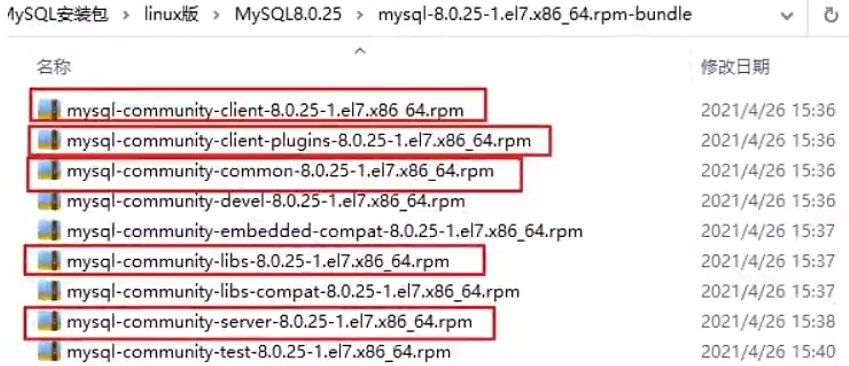 MySQL安装包 > linux版 > MySQL8.0.25 > mysql-8.0.25-1.el7.x86_64.rpm-bundle
名称 修改日期
mysql-community-client-8.0.25-1.el7.x86_64.rpm 2021/4/26 15:36
mysql-community-client-plugins-8.0.25-1.el7.x86_64.rpm 2021/4/26 15:36
mysql-community-common-8.0.25-1.el7.x86_64.rpm 2021/4/26 15:36
mysql-community-devel-8.0.25-1.el7.x86_64.rpm 2021/4/26 15:36
mysql-community-embedded-compat-8.0.25-1.el7.x86_64.rpm 2021/4/26 15:37
mysql-community-libs-8.0.25-1.el7.x86_64.rpm 2021/4/26 15:37
mysql-community-libs-compat-8.0.25-1.el7.x86_64.rpm 2021/4/26 15:37
mysql-community-server-8.0.25-1.el7.x86_64.rpm 2021/4/26 15:38
mysql-community-test-8.0.25-1.el7.x86_64.rpm 2021/4/26 15:40